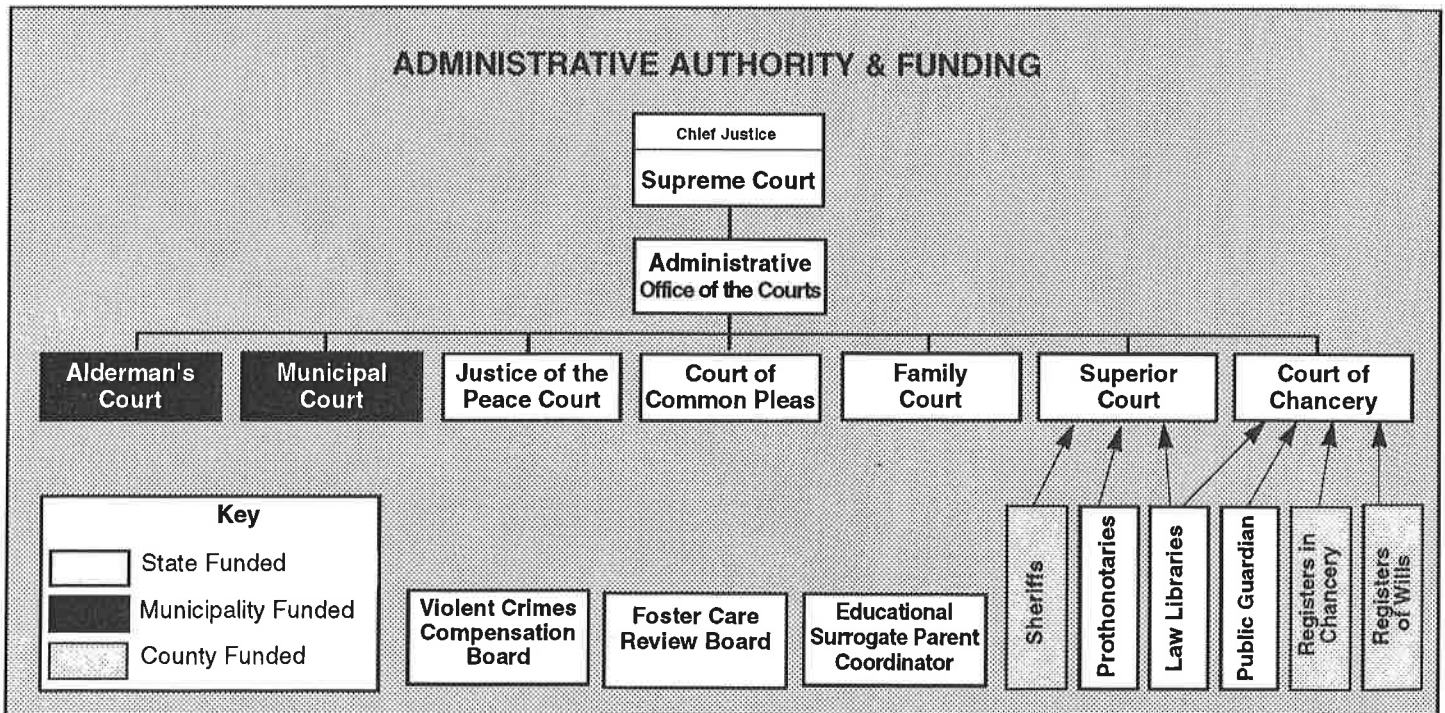 ADMINISTRATIVE AUTHORITY & FUNDING
Chief Justice
Supreme Court
Administrative
Office of the Courts
Alderman's
Court
Municipal
Court
Justice of the
Peace Court
Court of
Common Pleas
Family
Court
Superior
Court
Court of
Chancery
Key
State Funded
Municipality Funded
County Funded
Violent Crimes
Compensation
Board
Foster Care
Review Board
Educational
Surrogate Parent
Coordinator
Sheriffs
Prothonotaries
Law Libraries
Public Guardian
Registers in
Chancery
Registers
of Wills